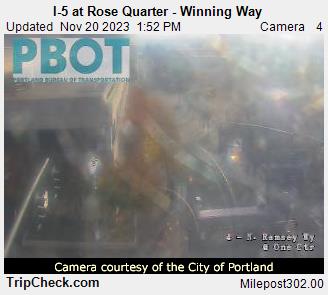 I-5 at Rose Quarter - Winning Way
Updated Nov 20 2023 1:52 PM Camera 4
PBOT
PORTLAND BUREAU OF TRANSPORTATION
4 - N. Ramsey Wy
@ One Ctr
Camera courtesy of the City of Portland
TripCheck.com Milepost302.00